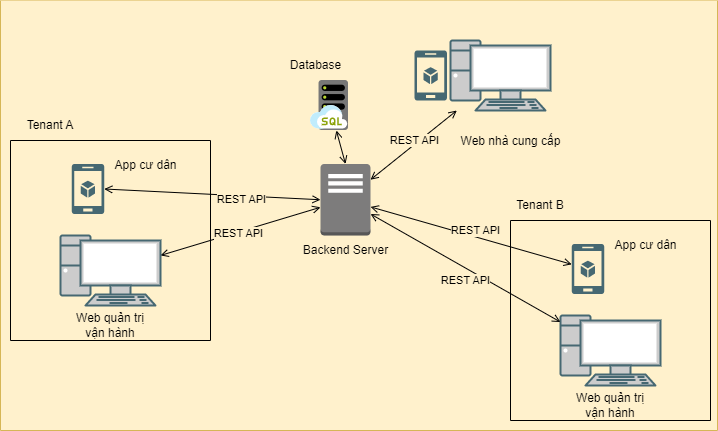 Database
SQL
REST API
Web nhà cung cấp
Tenant A
App cư dân
REST API
REST API
Web quản trị
vận hành
Backend Server
Tenant B
REST API
App cư dân
REST API
Web quản trị
vận hành